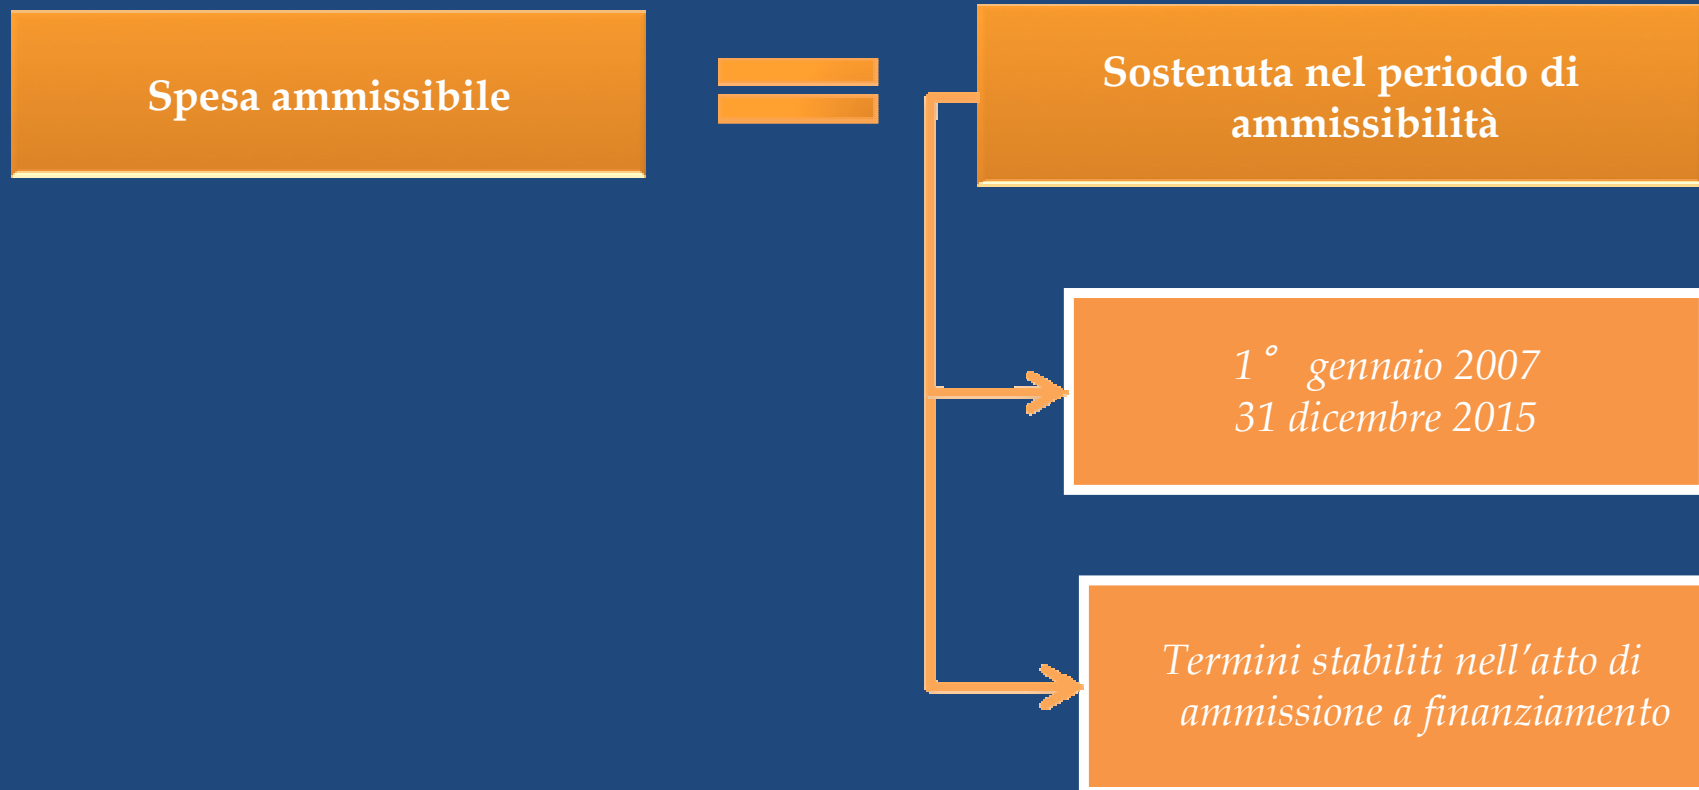 Spesa ammissibile
Sostenuta nel periodo di
ammissibilità
1° gennaio 2007
31 dicembre 2015
Termini stabiliti nell’atto di
ammissione a finanziamento